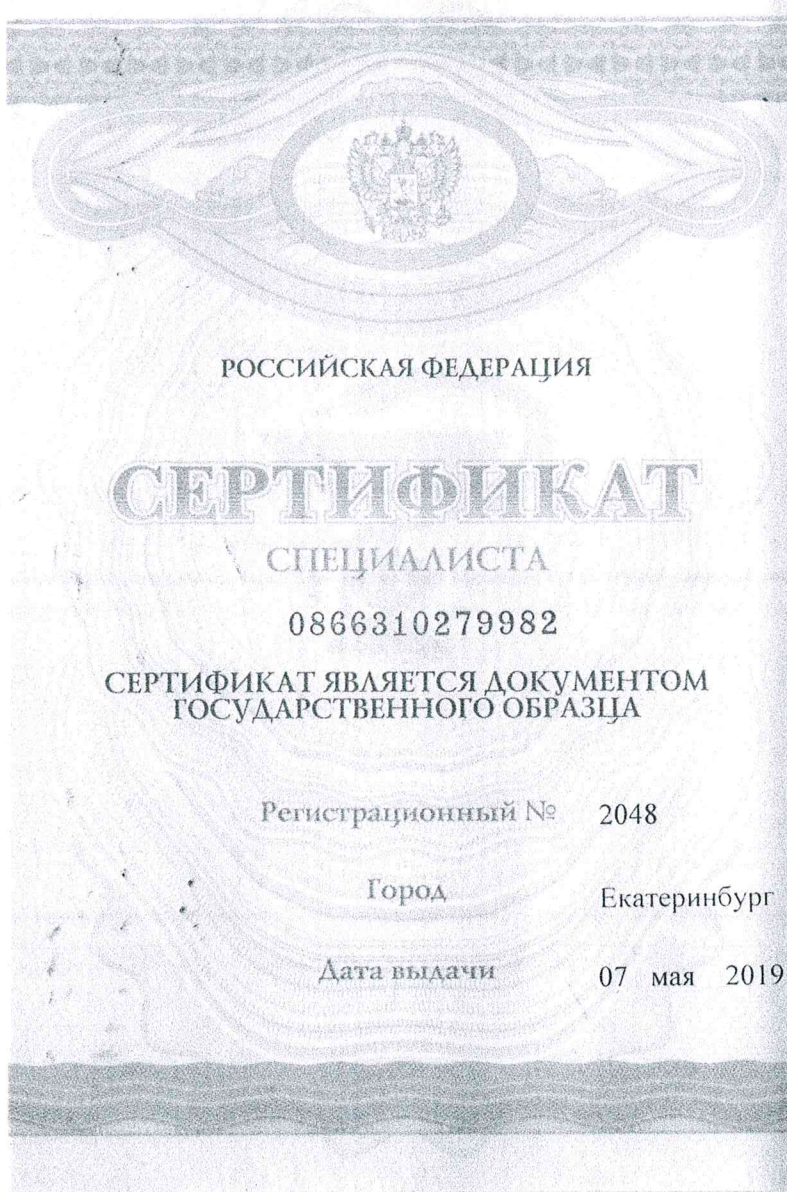 РОССИЙСКАЯ ФЕДЕРАЦИЯ
СЕРТИФИКАТ
СПЕЦИАЛИСТА
0866310279982
СЕРТИФИКАТ ЯВЛЯЕТСЯ ДОКУМЕНТОМ
ГОСУДАРСТВЕННОГО ОБРАЗЦА
Регистрационный № 2048
Город Екатеринбург
Дата выдачи 07 мая 2019